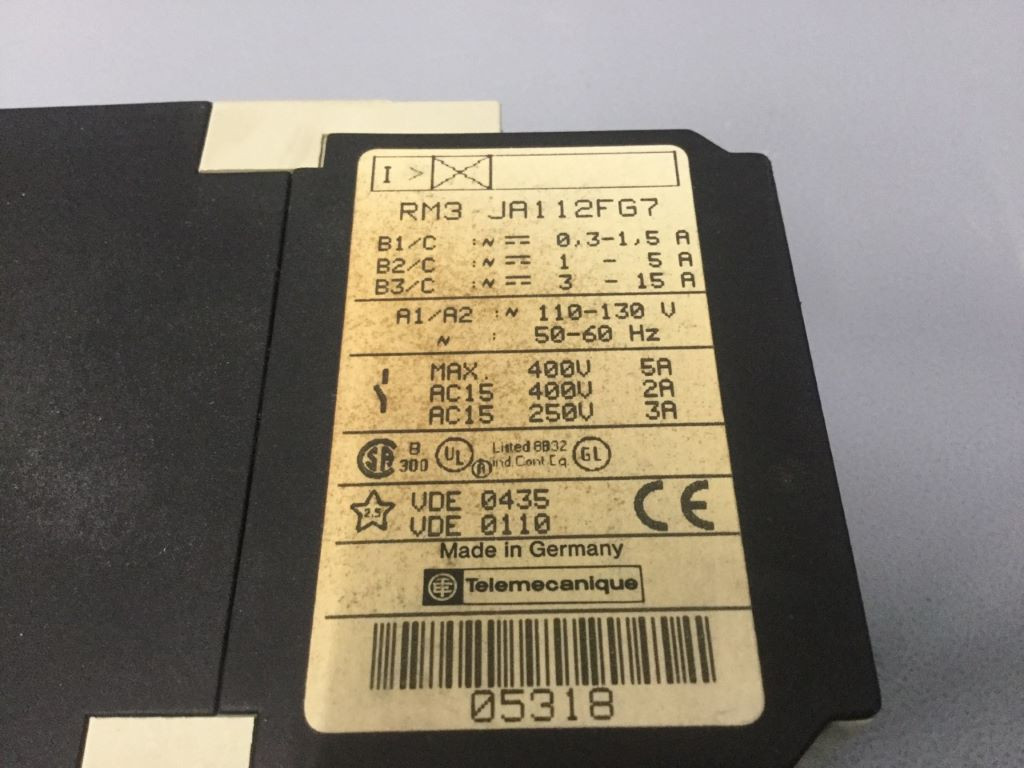 I >
RM3 JA112FG7
B1/C :~⎓ 0,3-1,5 A
B2/C :~⎓ 1 - 5 A
B3/C :~⎓ 3 - 15 A
A1/A2 :~ 110-130 V
~ : 50-60 Hz
MAX. 400V 5A
AC15 400V 2A
AC15 250V 3A
SA B 300 UL ® Listed 8B32 Ind.Cont.Eq. GL
2.5 VDE 0435
VDE 0110 CE
Made in Germany
Telemecanique
05318